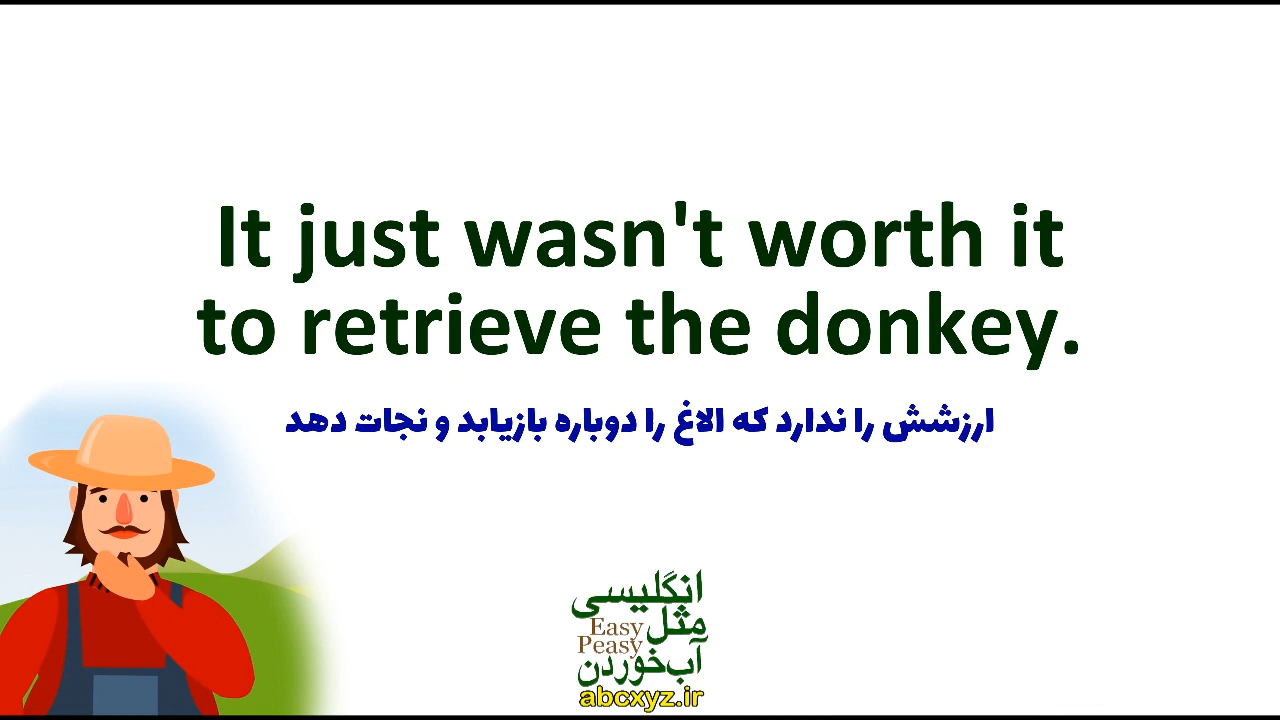 It just wasn't worth it
to retrieve the donkey.
ارزشش را ندارد که الاغ را دوباره بازیابد و نجات دهد
انگلیسی
مثل
Easy
Peasy
آب‌خوردن
abcxyz.ir